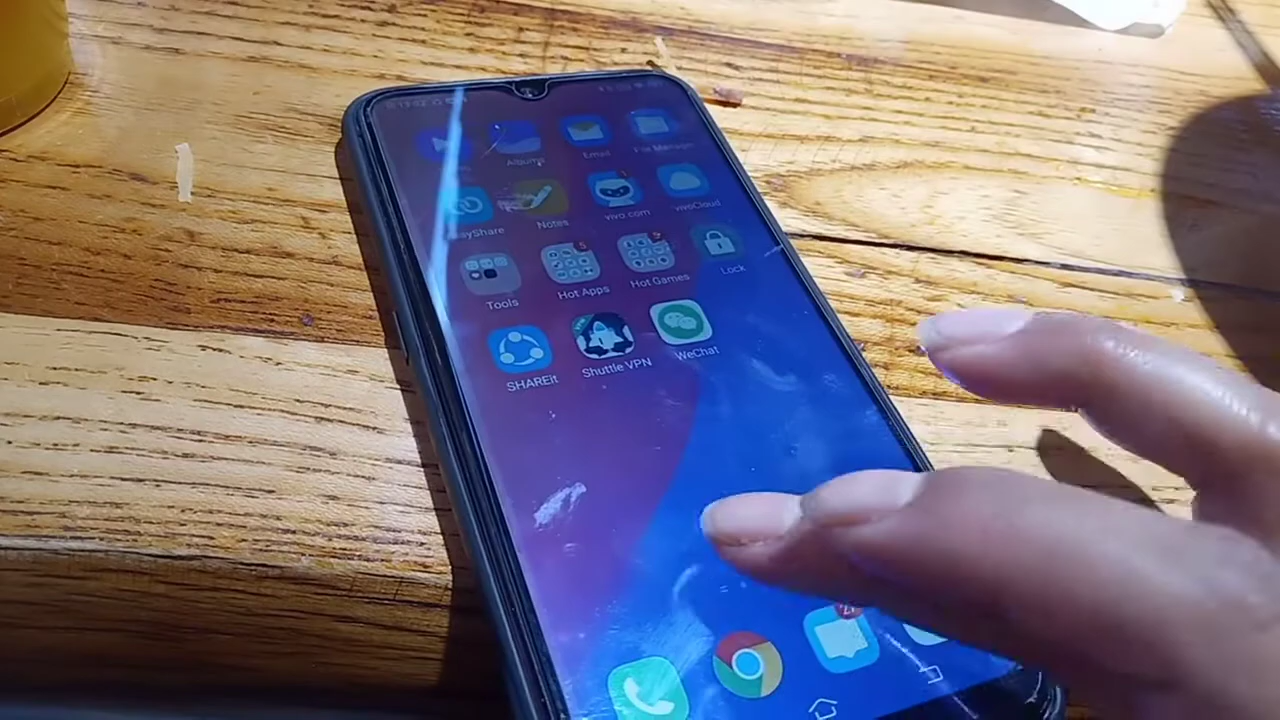 Albums Email File Manager
EasyShare Notes vivo.com vivoCloud
Tools Hot Apps Hot Games Lock
SHAREit Shuttle VPN WeChat